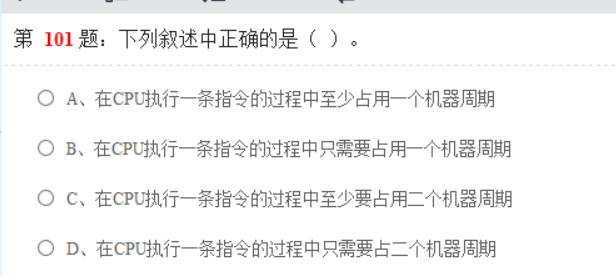 第 101 题：下列叙述中正确的是（ ）。
A、在CPU执行一条指令的过程中至少占用一个机器周期
B、在CPU执行一条指令的过程中只需要占用一个机器周期
C、在CPU执行一条指令的过程中至少要占用二个机器周期
D、在CPU执行一条指令的过程中只需要占二个机器周期